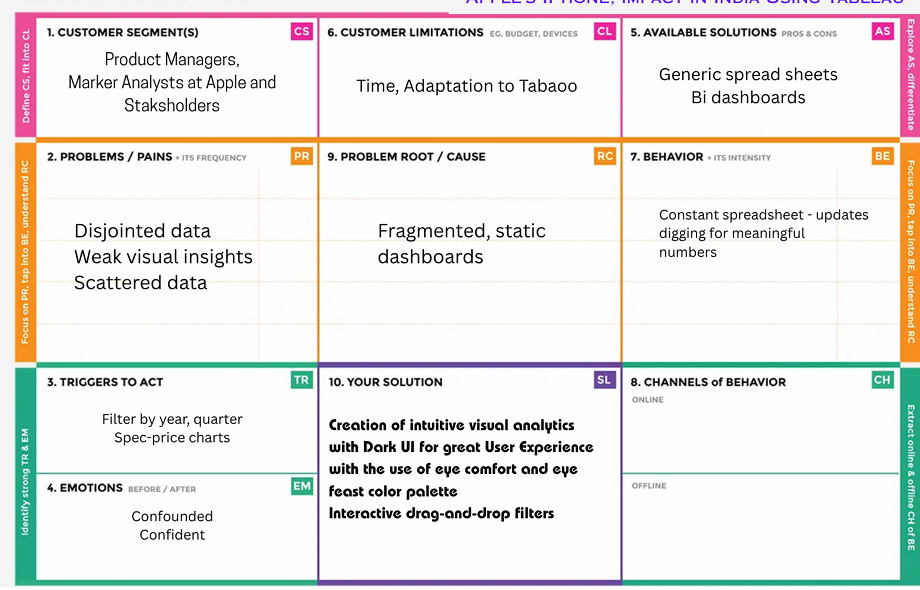 APPLE'S IPHONE, IMPACT IN INDIA USING TABLEAU
Define CS, fit into CL
1. CUSTOMER SEGMENT(S)
CS
Product Managers,
Marker Analysts at Apple and
Staksholders
6. CUSTOMER LIMITATIONS EG. BUDGET, DEVICES
CL
Time, Adaptation to Tabaoo
5. AVAILABLE SOLUTIONS PROS & CONS
AS
Generic spread sheets
Bi dashboards
Explore AS, differentiate
Focus on PR, tap into BE, understand RC
2. PROBLEMS / PAINS + ITS FREQUENCY
PR
Disjointed data
Weak visual insights
Scattered data
9. PROBLEM ROOT / CAUSE
RC
Fragmented, static
dashboards
7. BEHAVIOR + ITS INTENSITY
BE
Constant spreadsheet - updates
digging for meaningful
numbers
Focus on PR, tap into BE, understand RC
Identify strong TR & EM
3. TRIGGERS TO ACT
TR
Filter by year, quarter
Spec-price charts
4. EMOTIONS BEFORE / AFTER
EM
Confounded
Confident
10. YOUR SOLUTION
SL
Creation of intuitive visual analytics
with Dark UI for great User Experience
with the use of eye comfort and eye
feast color palette
Interactive drag-and-drop filters
8. CHANNELS of BEHAVIOR
CH
ONLINE
OFFLINE
Extract online & offline CH of BE